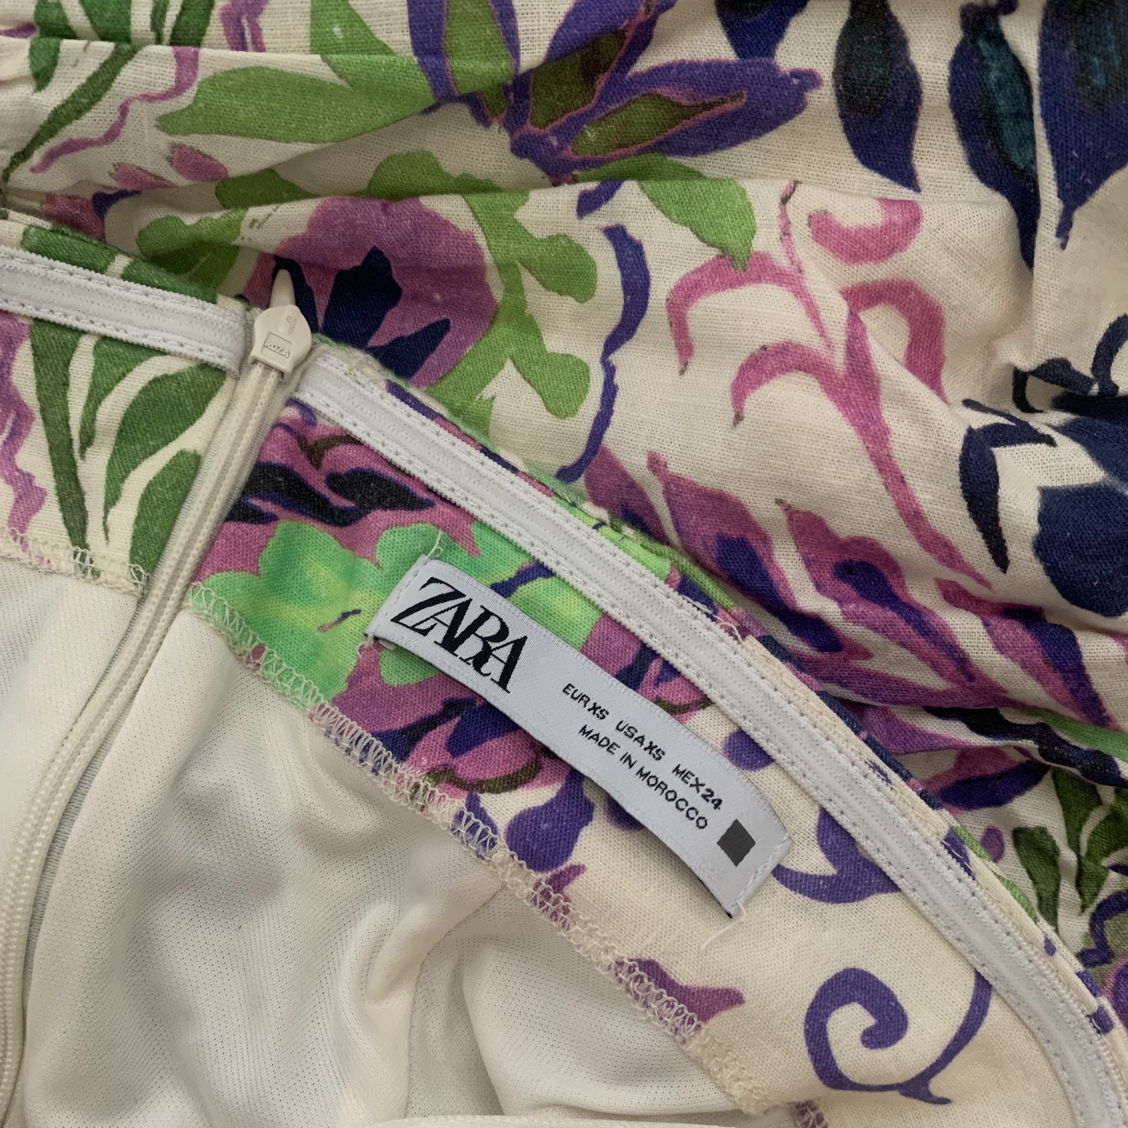 ZARA
EUR XS USA XS MEX 24
MADE IN MOROCCO